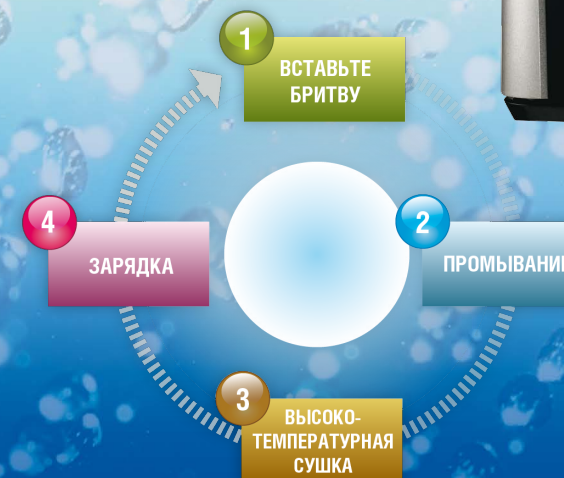 1
ВСТАВЬТЕ
БРИТВУ
2
ПРОМЫВАНИ
3
ВЫСОКО-
ТЕМПЕРАТУРНАЯ
СУШКА
4
ЗАРЯДКА